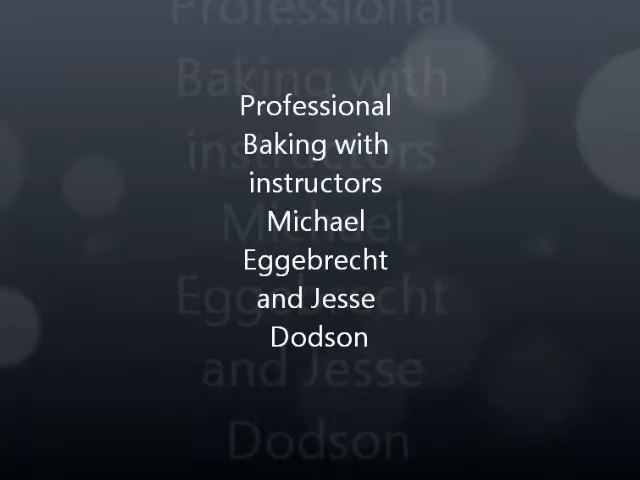 Professional
Baking with
instructors
Michael
Eggebrecht
and Jesse
Dodson